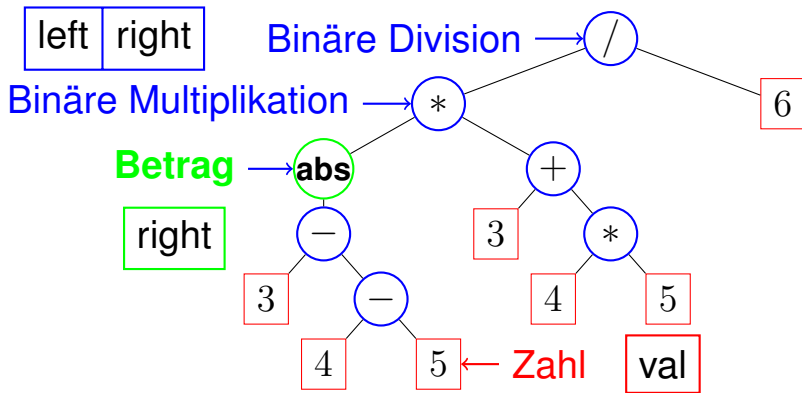 left right Binäre Division /
Binäre Multiplikation * 6
Betrag abs +
right − 3 *
3 − 4 5
4 5 Zahl val